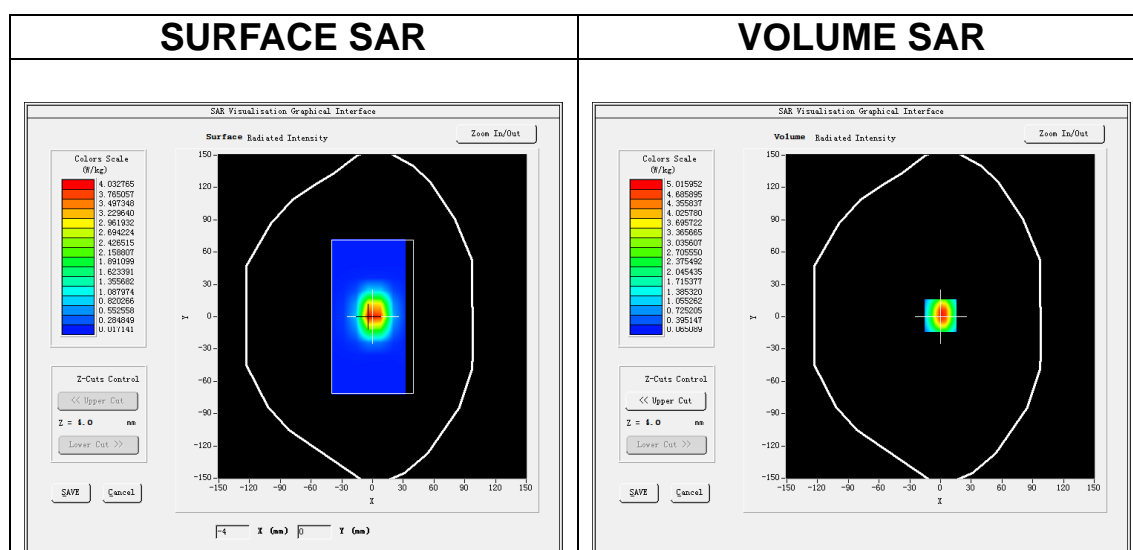 SURFACE SAR
VOLUME SAR
SAR Visualisation Graphical Interface
Surface Radiated Intensity
Zoom In/Out
Colors Scale
(W/kg)
4.032765
3.765057
3.497348
3.229640
2.961932
2.694224
2.426515
2.158807
1.891099
1.623391
1.355682
1.087974
0.820266
0.552558
0.284849
0.017141
150
120
90
60
30
0
-30
-60
-90
-120
-150
Y
-150 -120 -90 -60 -30 0 30 60 90 120 150
X
Z-Cuts Control
<< Upper Cut
Z = 4.0 mm
Lower Cut >>
SAVE Cancel
-4 X (mm) 0 Y (mm)
SAR Visualisation Graphical Interface
Volume Radiated Intensity
Zoom In/Out
Colors Scale
(W/kg)
5.015952
4.685895
4.355837
4.025780
3.695722
3.365665
3.035607
2.705550
2.375492
2.045435
1.715377
1.385320
1.055262
0.725205
0.395147
0.065089
150
120
90
60
30
0
-30
-60
-90
-120
-150
Y
-150 -120 -90 -60 -30 0 30 60 90 120 150
X
Z-Cuts Control
<< Upper Cut
Z = 4.0 mm
Lower Cut >>
SAVE Cancel